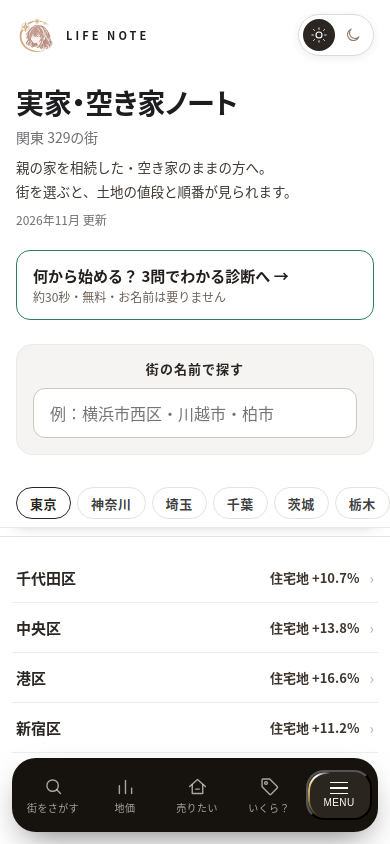 LIFE NOTE
実家・空き家ノート
関東 329の街
親の家を相続した・空き家のままの方へ。
街を選ぶと、土地の値段と順番が見られます。
2026年11月 更新
何から始める？ 3問でわかる診断へ →
約30秒・無料・お名前は要りません
街の名前で探す
例：横浜市西区・川越市・柏市
東京 神奈川 埼玉 千葉 茨城 栃木
千代田区 住宅地 +10.7% ›
中央区 住宅地 +13.8% ›
港区 住宅地 +16.6% ›
新宿区 住宅地 +11.2% ›
街をさがす 地価 売りたい いくら？ MENU